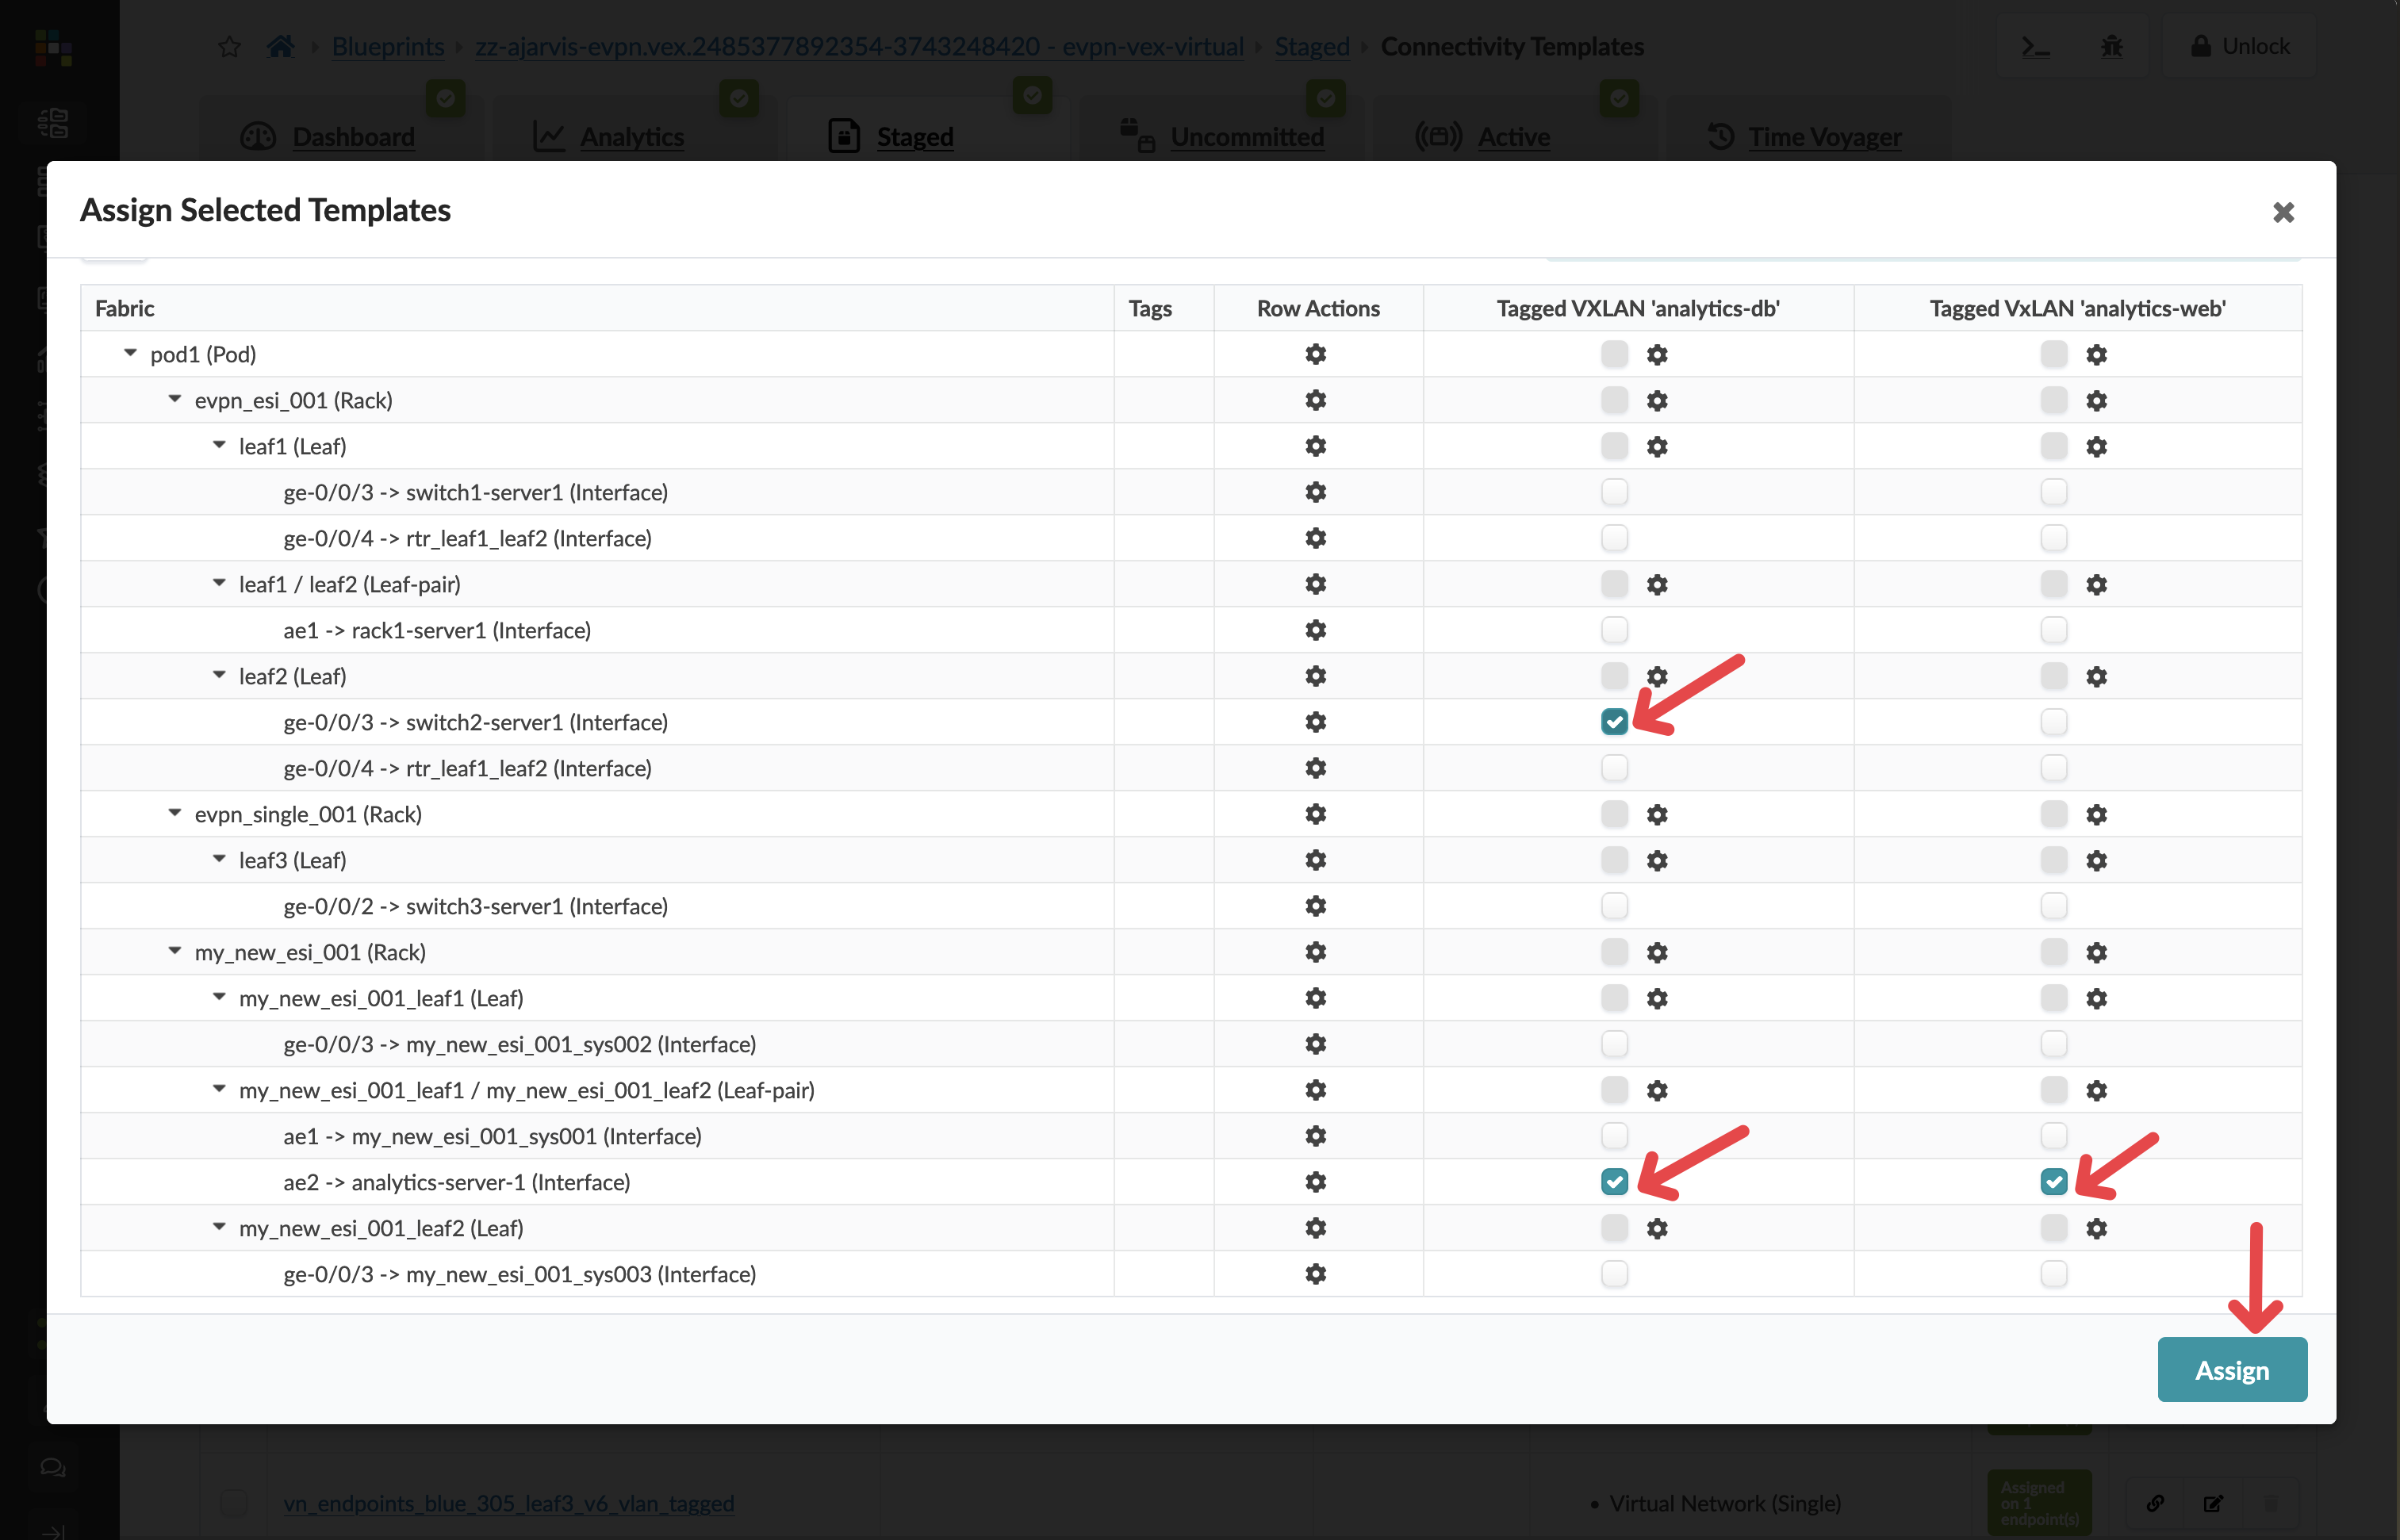 Blueprints zz-ajarvis-evpn.vex.2485377892354-3743248420 - evpn-vex-virtual Staged Connectivity Templates Unlock
Dashboard Analytics Staged Uncommitted Active Time Voyager
Assign Selected Templates
Fabric Tags Row Actions Tagged VXLAN 'analytics-db' Tagged VxLAN 'analytics-web'
pod1 (Pod)
evpn_esi_001 (Rack)
leaf1 (Leaf)
ge-0/0/3 -> switch1-server1 (Interface)
ge-0/0/4 -> rtr_leaf1_leaf2 (Interface)
leaf1 / leaf2 (Leaf-pair)
ae1 -> rack1-server1 (Interface)
leaf2 (Leaf)
ge-0/0/3 -> switch2-server1 (Interface)
ge-0/0/4 -> rtr_leaf1_leaf2 (Interface)
evpn_single_001 (Rack)
leaf3 (Leaf)
ge-0/0/2 -> switch3-server1 (Interface)
my_new_esi_001 (Rack)
my_new_esi_001_leaf1 (Leaf)
ge-0/0/3 -> my_new_esi_001_sys002 (Interface)
my_new_esi_001_leaf1 / my_new_esi_001_leaf2 (Leaf-pair)
ae1 -> my_new_esi_001_sys001 (Interface)
ae2 -> analytics-server-1 (Interface)
my_new_esi_001_leaf2 (Leaf)
ge-0/0/3 -> my_new_esi_001_sys003 (Interface)
Assign
vn_endpoints_blue_305_leaf3_v6_vlan_tagged • Virtual Network (Single)
Assigned
on 1
endpoint(s)